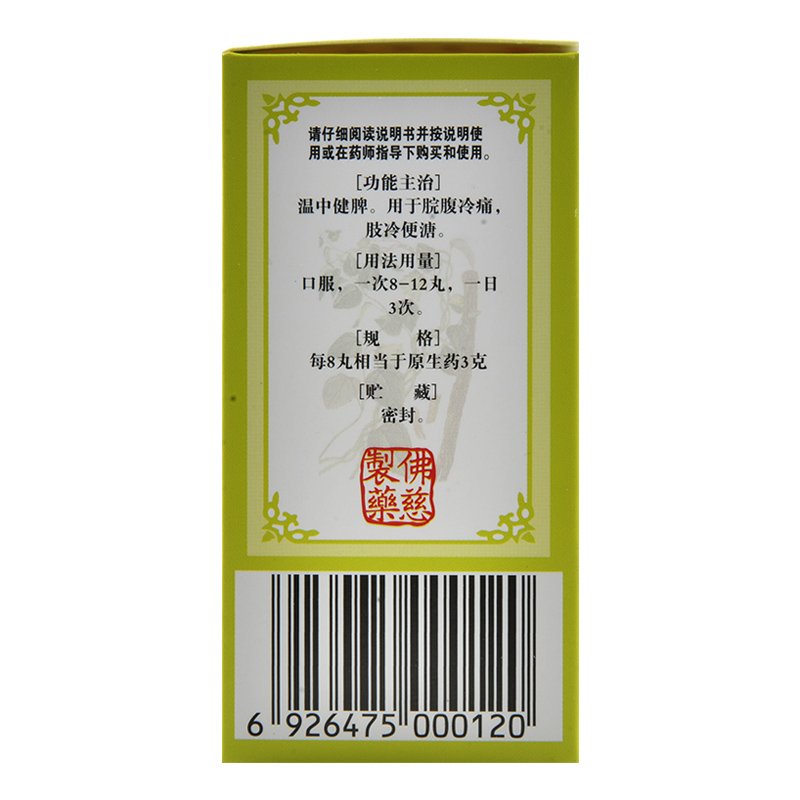 请仔细阅读说明书并按说明使
用或在药师指导下购买和使用。
[功能主治]
温中健脾。用于脘腹冷痛，
肢冷便溏。
[用法用量]
口服，一次8-12丸，一日
3次。
[规 格]
每8丸相当于原生药3克
[贮 藏]
密封。
佛慈
製藥
6 926475 000120